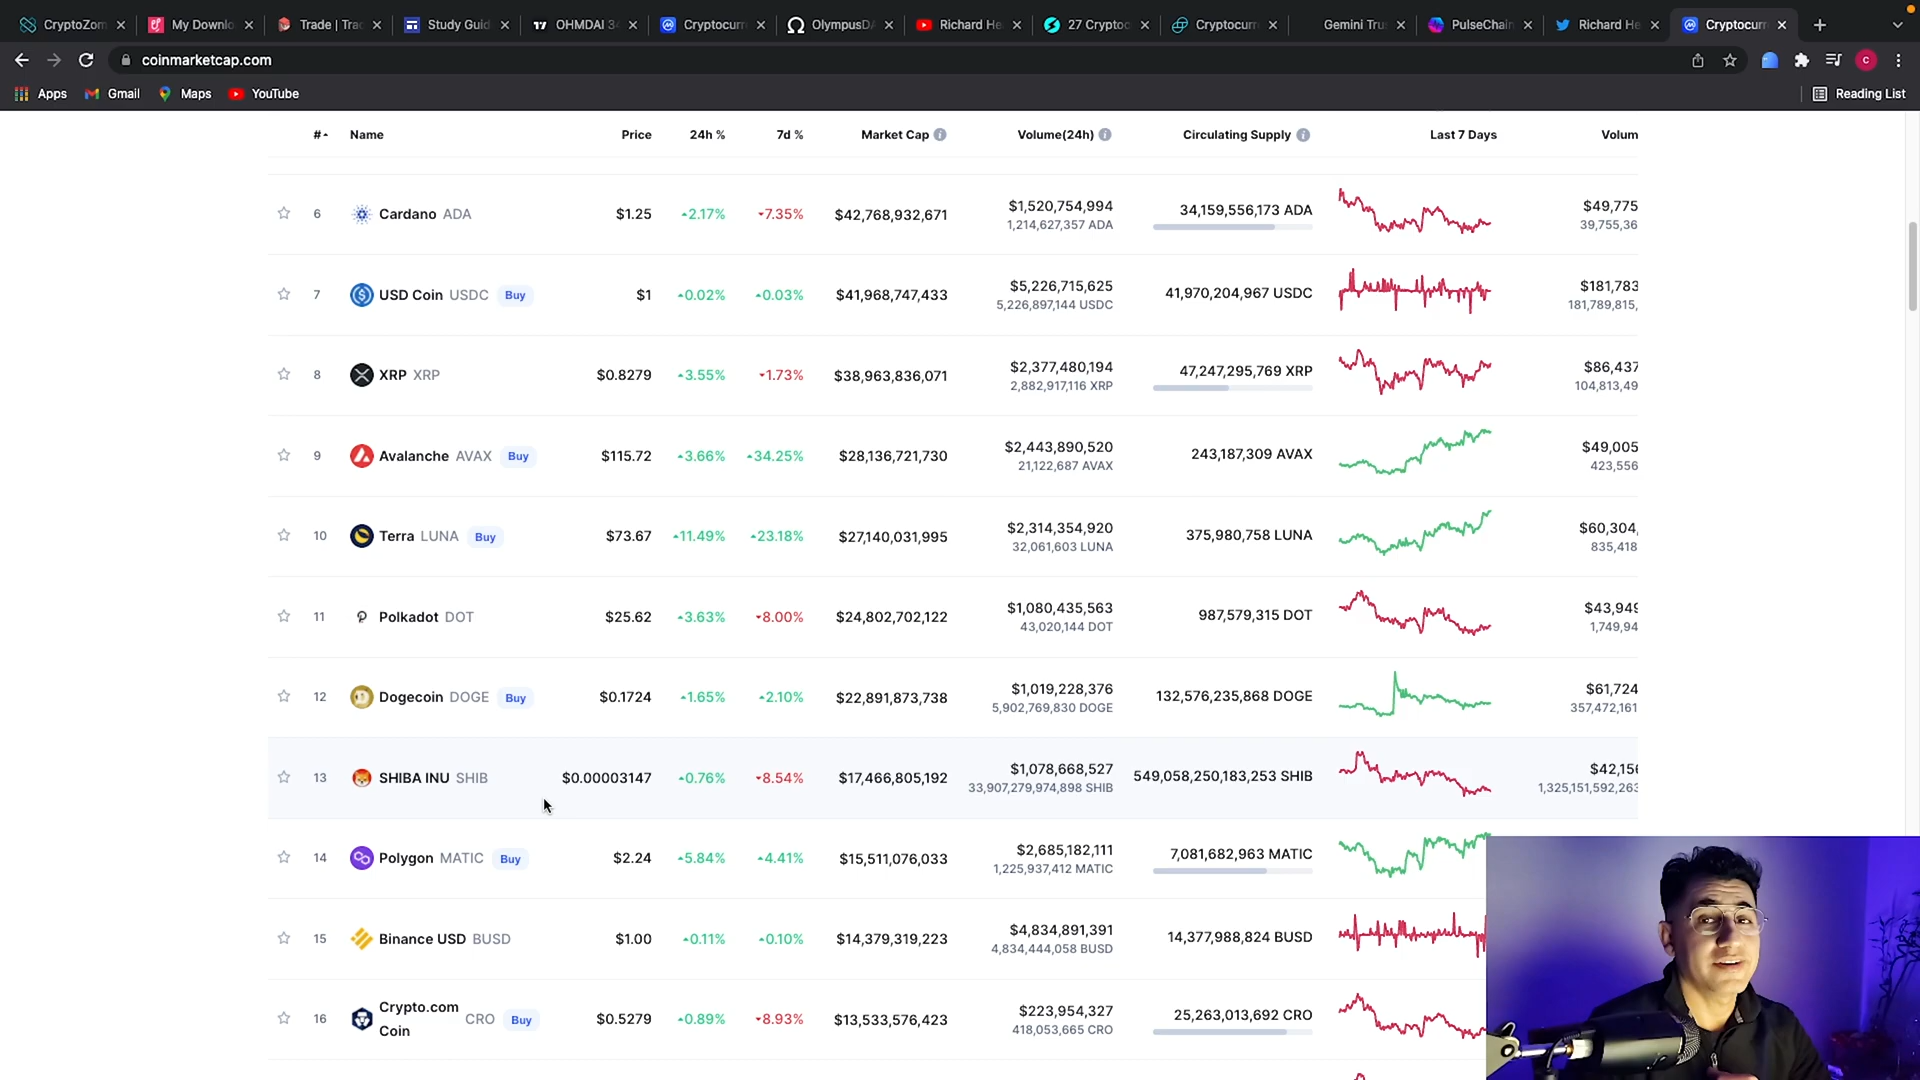 CryptoZom
My Downlo
Trade | Trac
Study Guid
OHMDAI 34
Cryptocurr
OlympusDA
Richard He
27 Cryptoc
Cryptocurr
Gemini Trus
PulseChain
Richard He
Cryptocurr
coinmarketcap.com
C
Apps
Gmail
Maps
YouTube
Reading List
# Name Price 24h % 7d % Market Cap Volume(24h) Circulating Supply Last 7 Days Volum
6 Cardano ADA $1.25 2.17% 7.35% $42,768,932,671 $1,520,754,994 34,159,556,173 ADA $49,775
1,214,627,357 ADA 39,755,36
7 USD Coin USDC Buy $1 0.02% 0.03% $41,968,747,433 $5,226,715,625 41,970,204,967 USDC $181,783
5,226,897,144 USDC 181,789,815,
8 XRP XRP $0.8279 3.55% 1.73% $38,963,836,071 $2,377,480,194 47,247,295,769 XRP $86,437
2,882,917,116 XRP 104,813,49
9 Avalanche AVAX Buy $115.72 3.66% 34.25% $28,136,721,730 $2,443,890,520 243,187,309 AVAX $49,005
21,122,687 AVAX 423,556
10 Terra LUNA Buy $73.67 11.49% 23.18% $27,140,031,995 $2,314,354,920 375,980,758 LUNA $60,304,
32,061,603 LUNA 835,418
11 Polkadot DOT $25.62 3.63% 8.00% $24,802,702,122 $1,080,435,563 987,579,315 DOT $43,949
43,020,144 DOT 1,749,94
12 Dogecoin DOGE Buy $0.1724 1.65% 2.10% $22,891,873,738 $1,019,228,376 132,576,235,868 DOGE $61,724
5,902,769,830 DOGE 357,472,161
13 SHIBA INU SHIB $0.00003147 0.76% 8.54% $17,466,805,192 $1,078,668,527 549,058,250,183,253 SHIB $42,156
33,907,279,974,898 SHIB 1,325,151,592,263
14 Polygon MATIC Buy $2.24 5.84% 4.41% $15,511,076,033 $2,685,182,111 7,081,682,963 MATIC
1,225,937,412 MATIC
15 Binance USD BUSD $1.00 0.11% 0.10% $14,379,319,223 $4,834,891,391 14,377,988,824 BUSD
4,834,444,058 BUSD
16 Crypto.com Coin CRO Buy $0.5279 0.89% 8.93% $13,533,576,423 $223,954,327 25,263,013,692 CRO
418,053,665 CRO